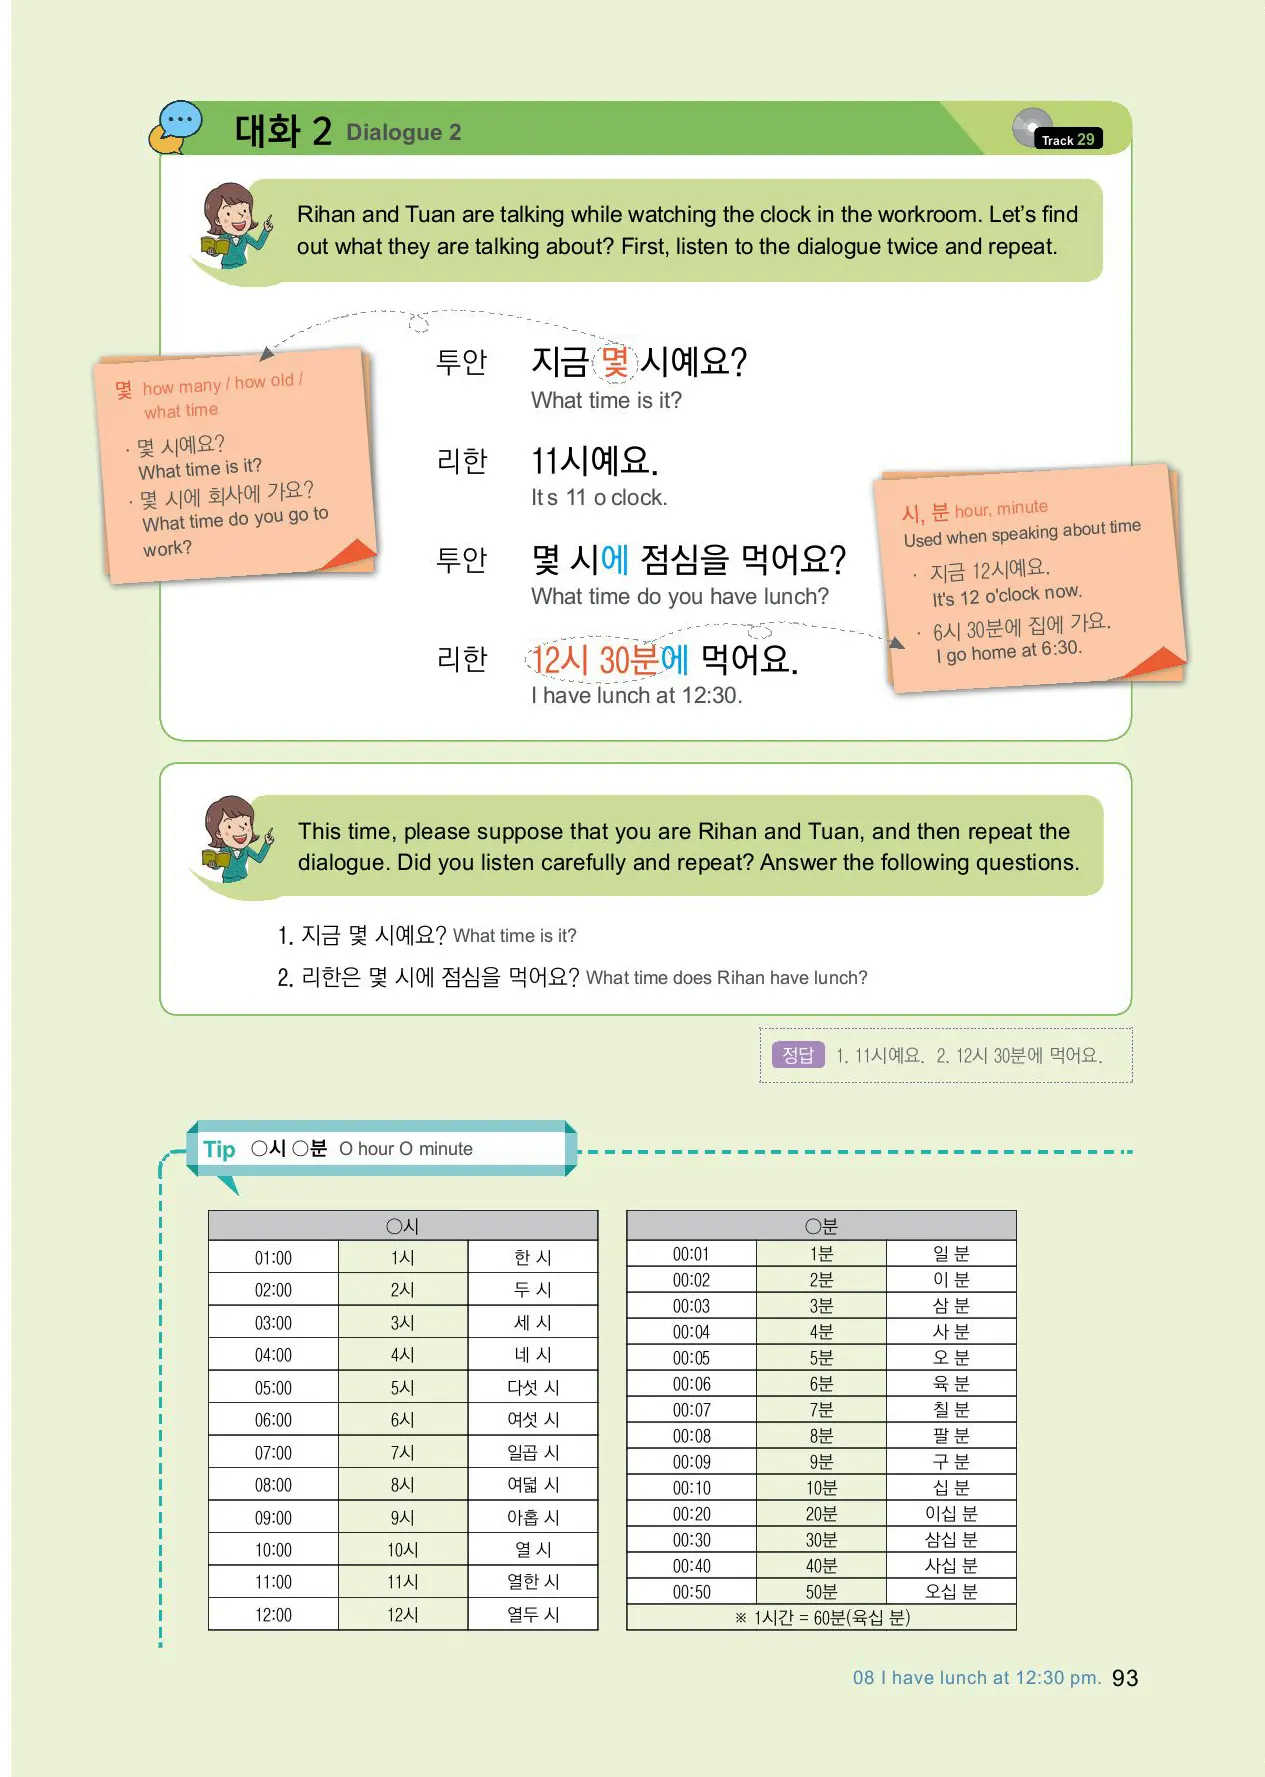 대화 2 Dialogue 2
Track 29
Rihan and Tuan are talking while watching the clock in the workroom. Let's find
out what they are talking about? First, listen to the dialogue twice and repeat.
투안 지금 몇 시예요?
What time is it?
리한 11시예요.
It s 11 o clock.
투안 몇 시에 점심을 먹어요?
What time do you have lunch?
리한 12시 30분에 먹어요.
I have lunch at 12:30.
몇 how many / how old /
what time
· 몇 시예요?
What time is it?
· 몇 시에 회사에 가요?
What time do you go to
work?
시, 분 hour, minute
Used when speaking about time
· 지금 12시예요.
It's 12 o'clock now.
· 6시 30분에 집에 가요.
I go home at 6:30.
This time, please suppose that you are Rihan and Tuan, and then repeat the
dialogue. Did you listen carefully and repeat? Answer the following questions.
1. 지금 몇 시예요? What time is it?
2. 리한은 몇 시에 점심을 먹어요? What time does Rihan have lunch?
정답 1. 11시예요. 2. 12시 30분에 먹어요.
Tip ○시 ○분 O hour O minute
○시
01:00 1시 한 시
02:00 2시 두 시
03:00 3시 세 시
04:00 4시 네 시
05:00 5시 다섯 시
06:00 6시 여섯 시
07:00 7시 일곱 시
08:00 8시 여덟 시
09:00 9시 아홉 시
10:00 10시 열 시
11:00 11시 열한 시
12:00 12시 열두 시
○분
00:01 1분 일 분
00:02 2분 이 분
00:03 3분 삼 분
00:04 4분 사 분
00:05 5분 오 분
00:06 6분 육 분
00:07 7분 칠 분
00:08 8분 팔 분
00:09 9분 구 분
00:10 10분 십 분
00:20 20분 이십 분
00:30 30분 삼십 분
00:40 40분 사십 분
00:50 50분 오십 분
※ 1시간 = 60분(육십 분)
08 I have lunch at 12:30 pm. 93